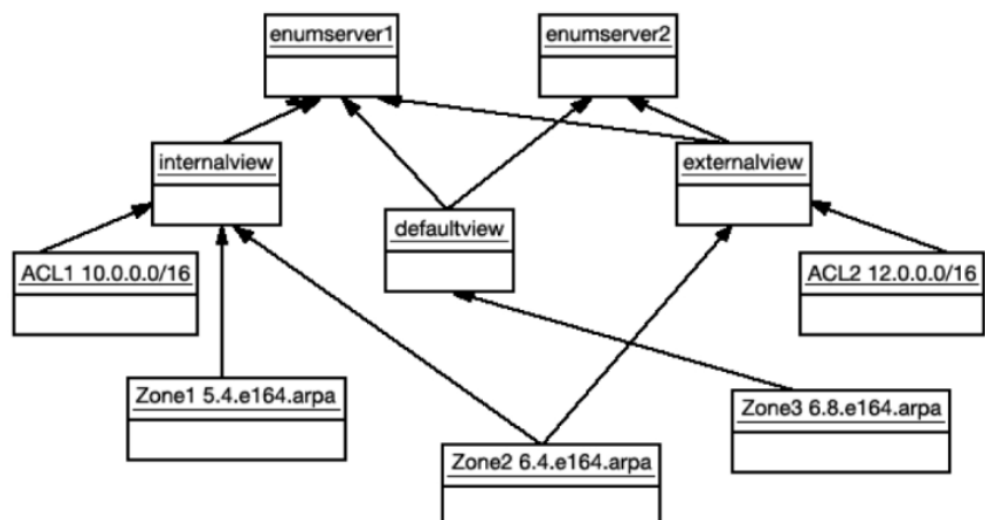 enumserver1
enumserver2
internalview
externalview
defaultview
ACL1 10.0.0.0/16
ACL2 12.0.0.0/16
Zone1 5.4.e164.arpa
Zone3 6.8.e164.arpa
Zone2 6.4.e164.arpa